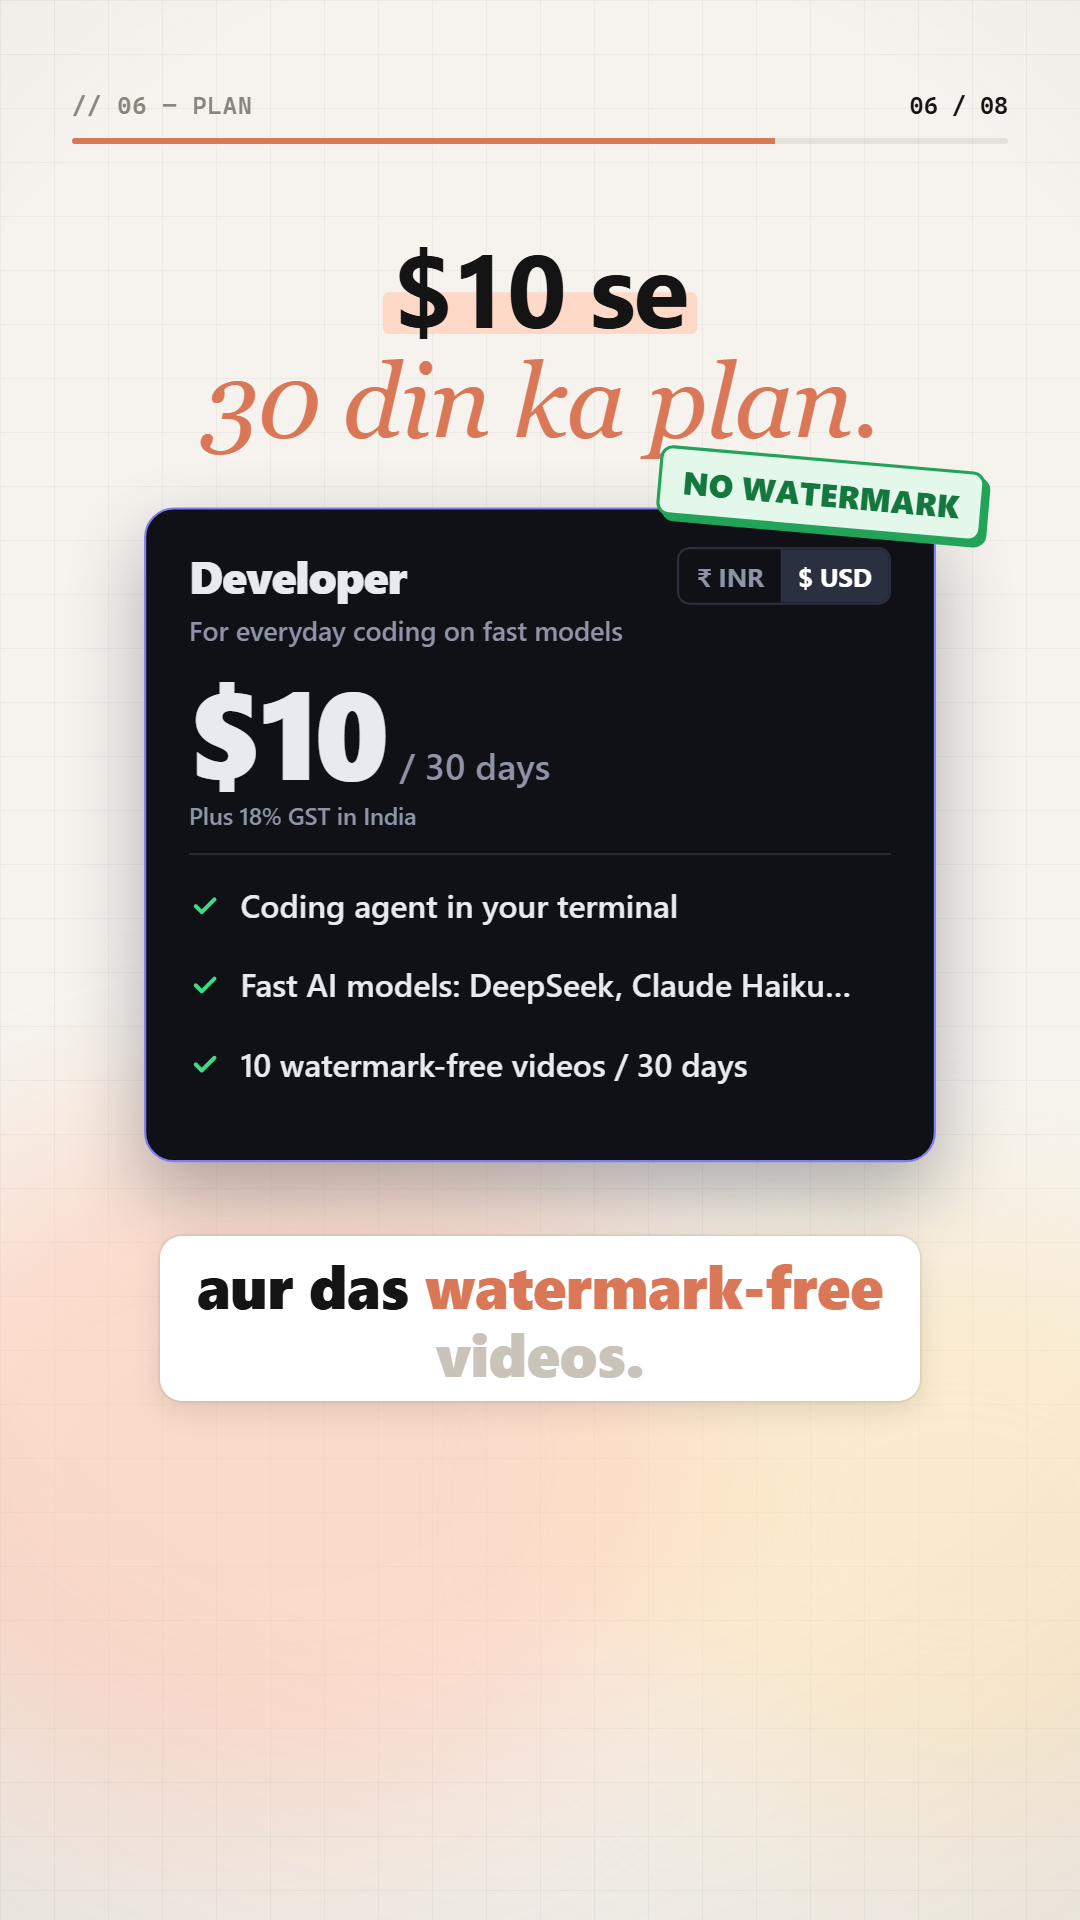 // 06 — PLAN
06 / 08
$10 se
30 din ka plan.
NO WATERMARK
Developer
₹ INR
$ USD
For everyday coding on fast models
$10 / 30 days
Plus 18% GST in India
Coding agent in your terminal
Fast AI models: DeepSeek, Claude Haiku...
10 watermark-free videos / 30 days
aur das watermark-free
videos.